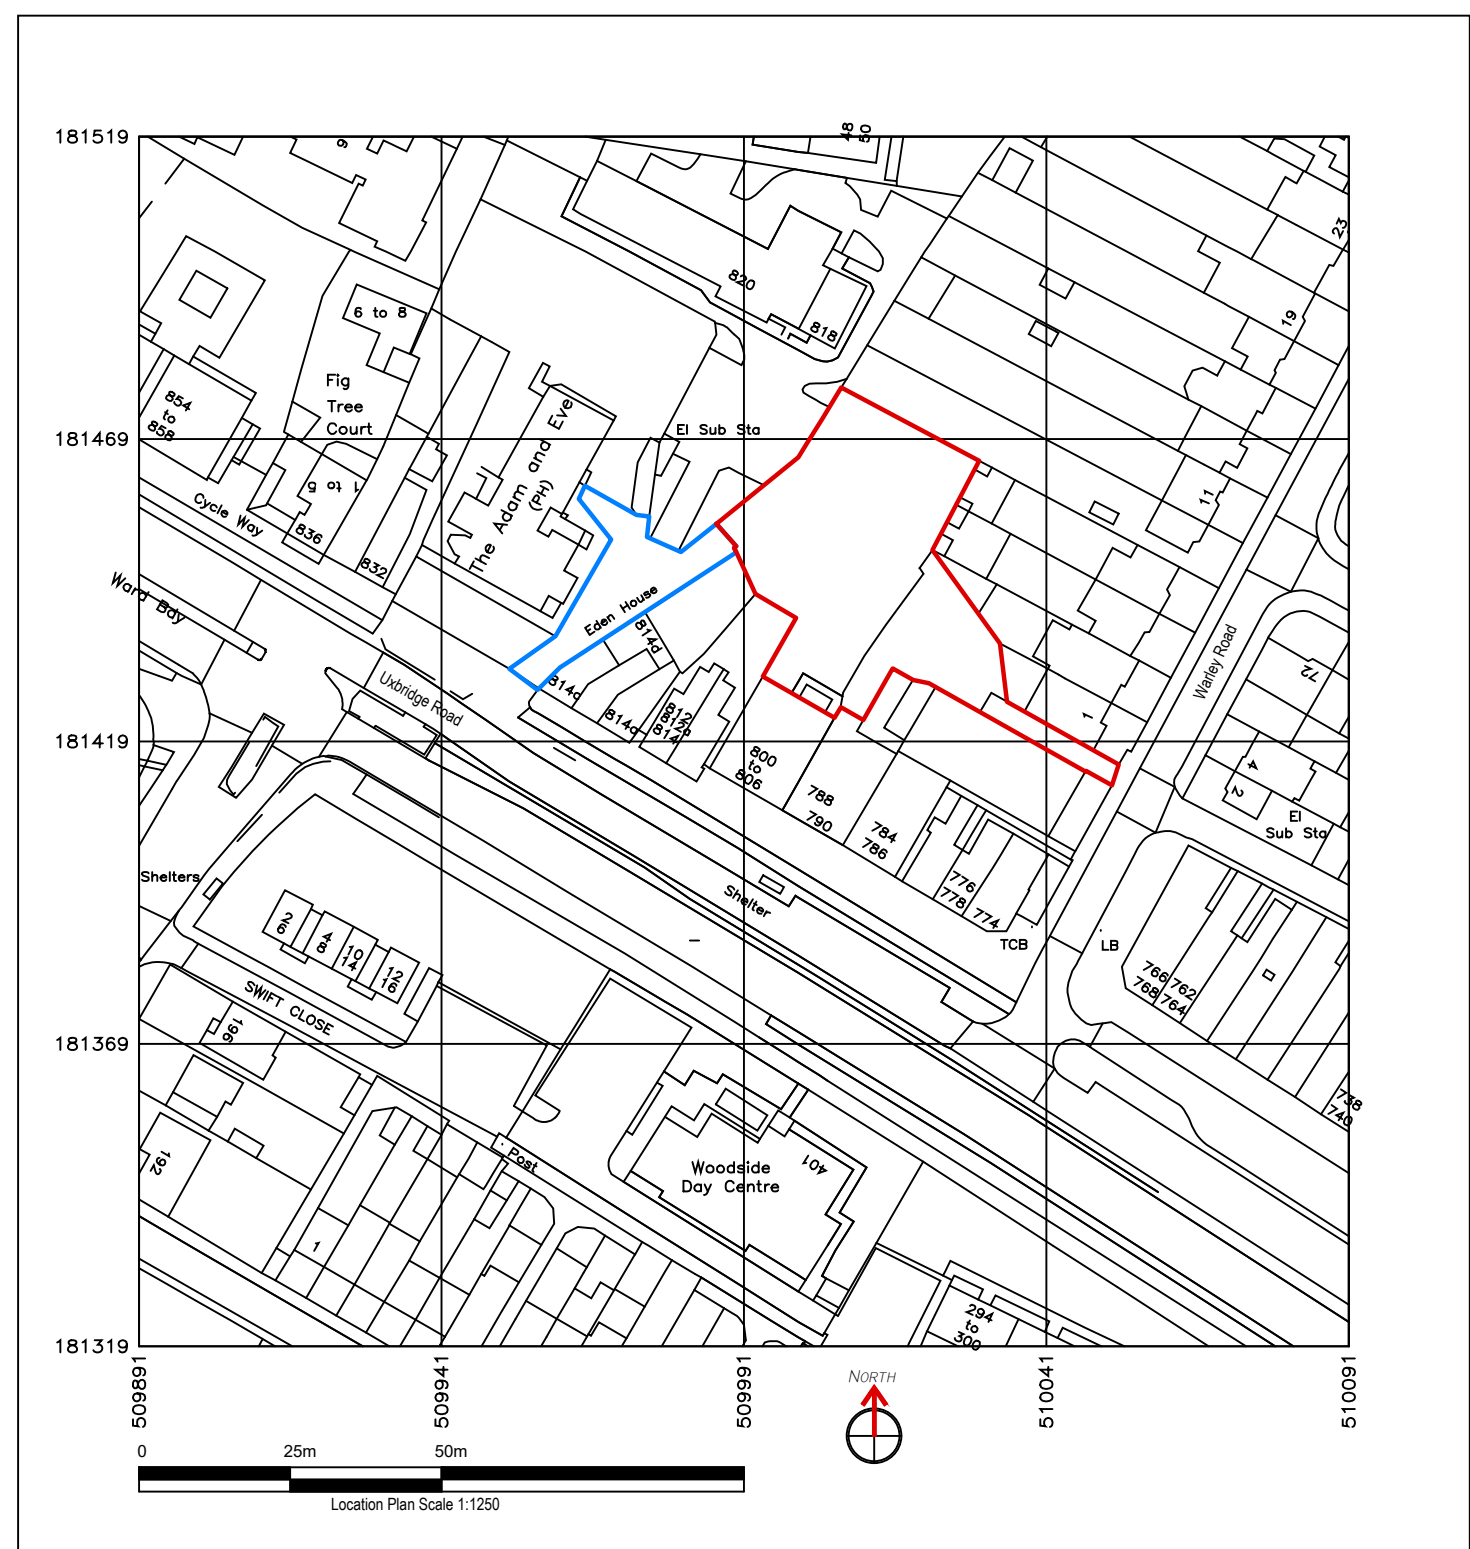 181519
181469
181419
181369
181319
509891
509941
509991
510041
510091
48
50
9
23
820
818
6 to 8
19
Fig
Tree
Court
854
to
858
El Sub Sta
The Adam and Eve
(PH)
1 to 5
11
Cycle Way
836
832
Ward Bdy
Eden House
814d
Warley Road
72
Uxbridge Road
814c
814a
812
812a
814
1
800
to
806
4
2
El
Sub Sta
788
790
784
786
776
778
774
Shelters
Shelter
TCB
LB
2
6
4
8
10
14
12
16
766
768
762
764
SWIFT CLOSE
196
738
740
192
Post
Woodside
Day Centre
401
1
294
to
300
NORTH
0
25m
50m
Location Plan Scale 1:1250